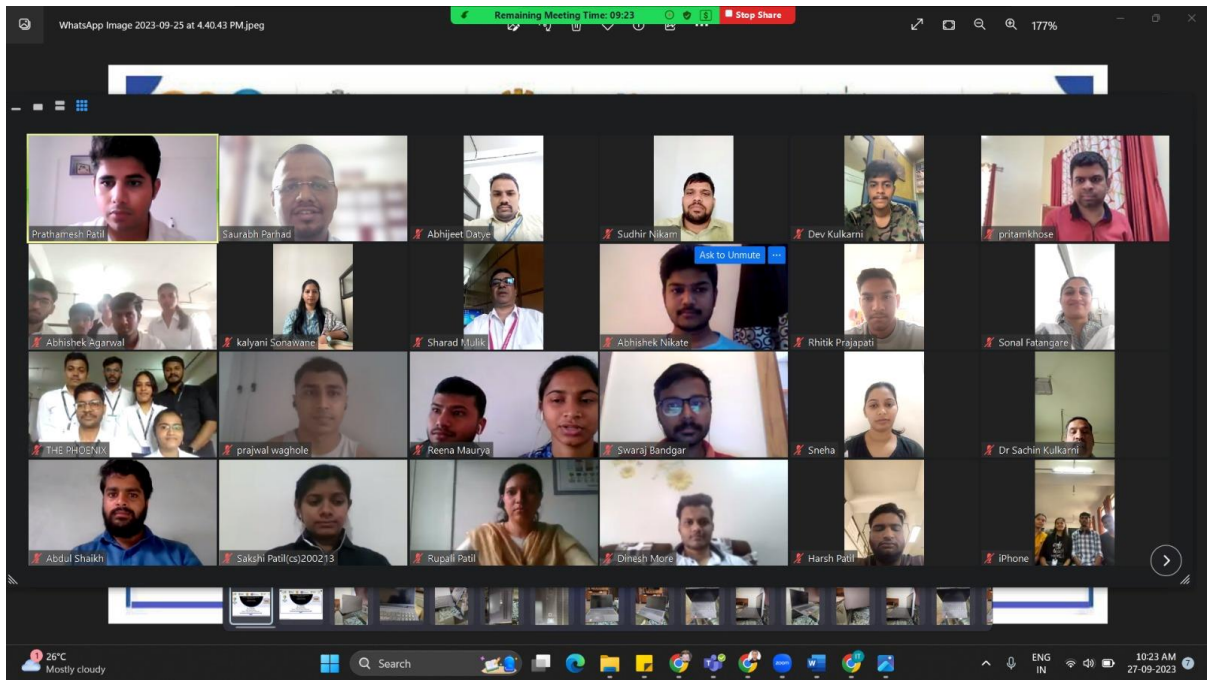 WhatsApp Image 2023-09-25 at 4.40.43 PM.jpeg
Remaining Meeting Time: 09:23
Stop Share
177%
Prathamesh Patil
Saurabh Parhad
Abhijeet Datye
Sudhir Nikam
Dev Kulkarni
pritamkhose
Ask to Unmute
Abhishek Agarwal
kalyani Sonawane
Sharad Mulik
Abhishek Nikate
Rhitik Prajapati
Sonal Fatangare
THE PHOENIX
prajwal waghole
Reena Maurya
Swaraj Bandgar
Sneha
Dr Sachin Kulkarni
Abdul Shaikh
Sakshi Patil(cs)200213
Rupali Patil
Dinesh More
Harsh Patil
iPhone
1
26°C
Mostly cloudy
Search
zoom
ENG
IN
10:23 AM
27-09-2023
7